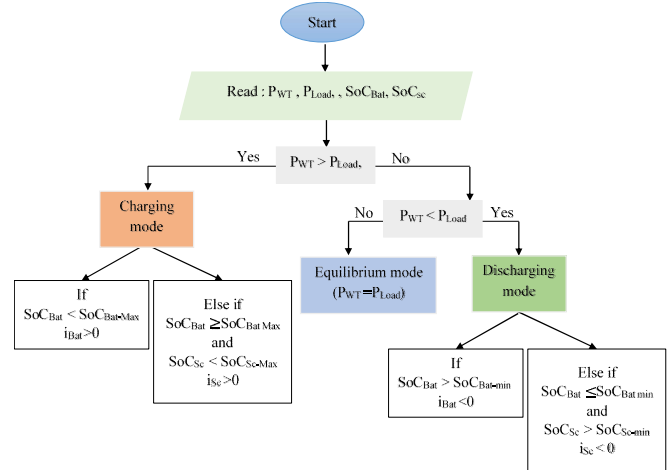 Start
Read : PWT , PLoad, , SoCBat, SoCsc
Yes
PWT > PLoad,
No
Charging
mode
No
PWT < PLoad
Yes
Equilibrium mode
(PWT=PLoad)
Discharging
mode
If
SoCBat < SoCBat-Max
iBat>0
Else if
SoCBat ≥SoCBat Max
and
SoCSc < SoCSc-Max
iSc>0
If
SoCBat > SoCBat-min
iBat<0
Else if
SoCBat ≤SoCBat min
and
SoCSc > SoCSc-min
iSc< 0